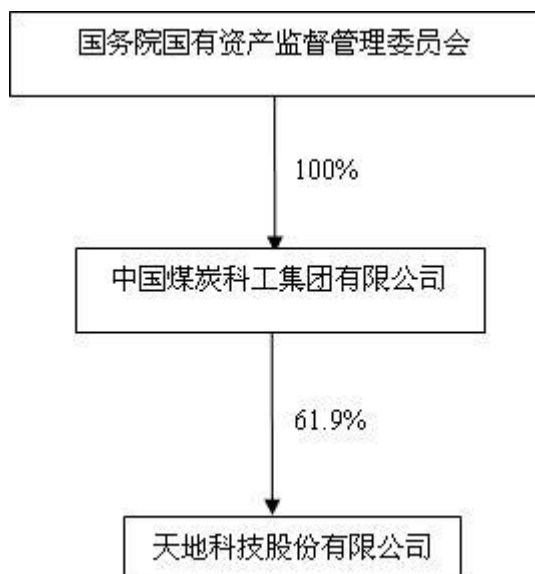 国务院国有资产监督管理委员会
100%
中国煤炭科工集团有限公司
61.9%
天地科技股份有限公司